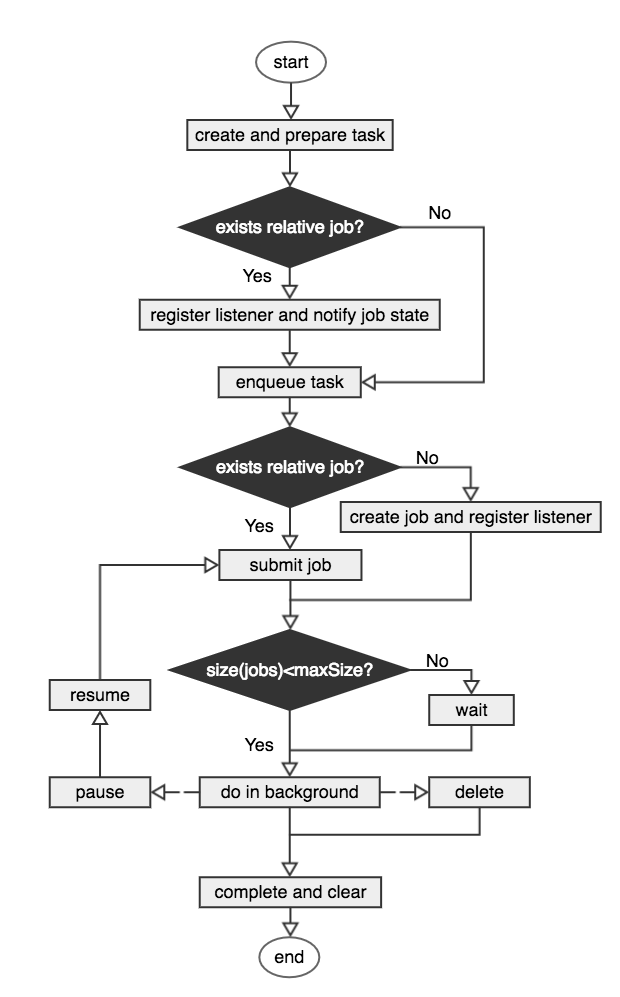 start
create and prepare task
exists relative job?
No
Yes
register listener and notify job state
enqueue task
exists relative job?
No
create job and register listener
Yes
submit job
size(jobs)<maxSize?
No
resume
wait
Yes
pause
do in background
delete
complete and clear
end